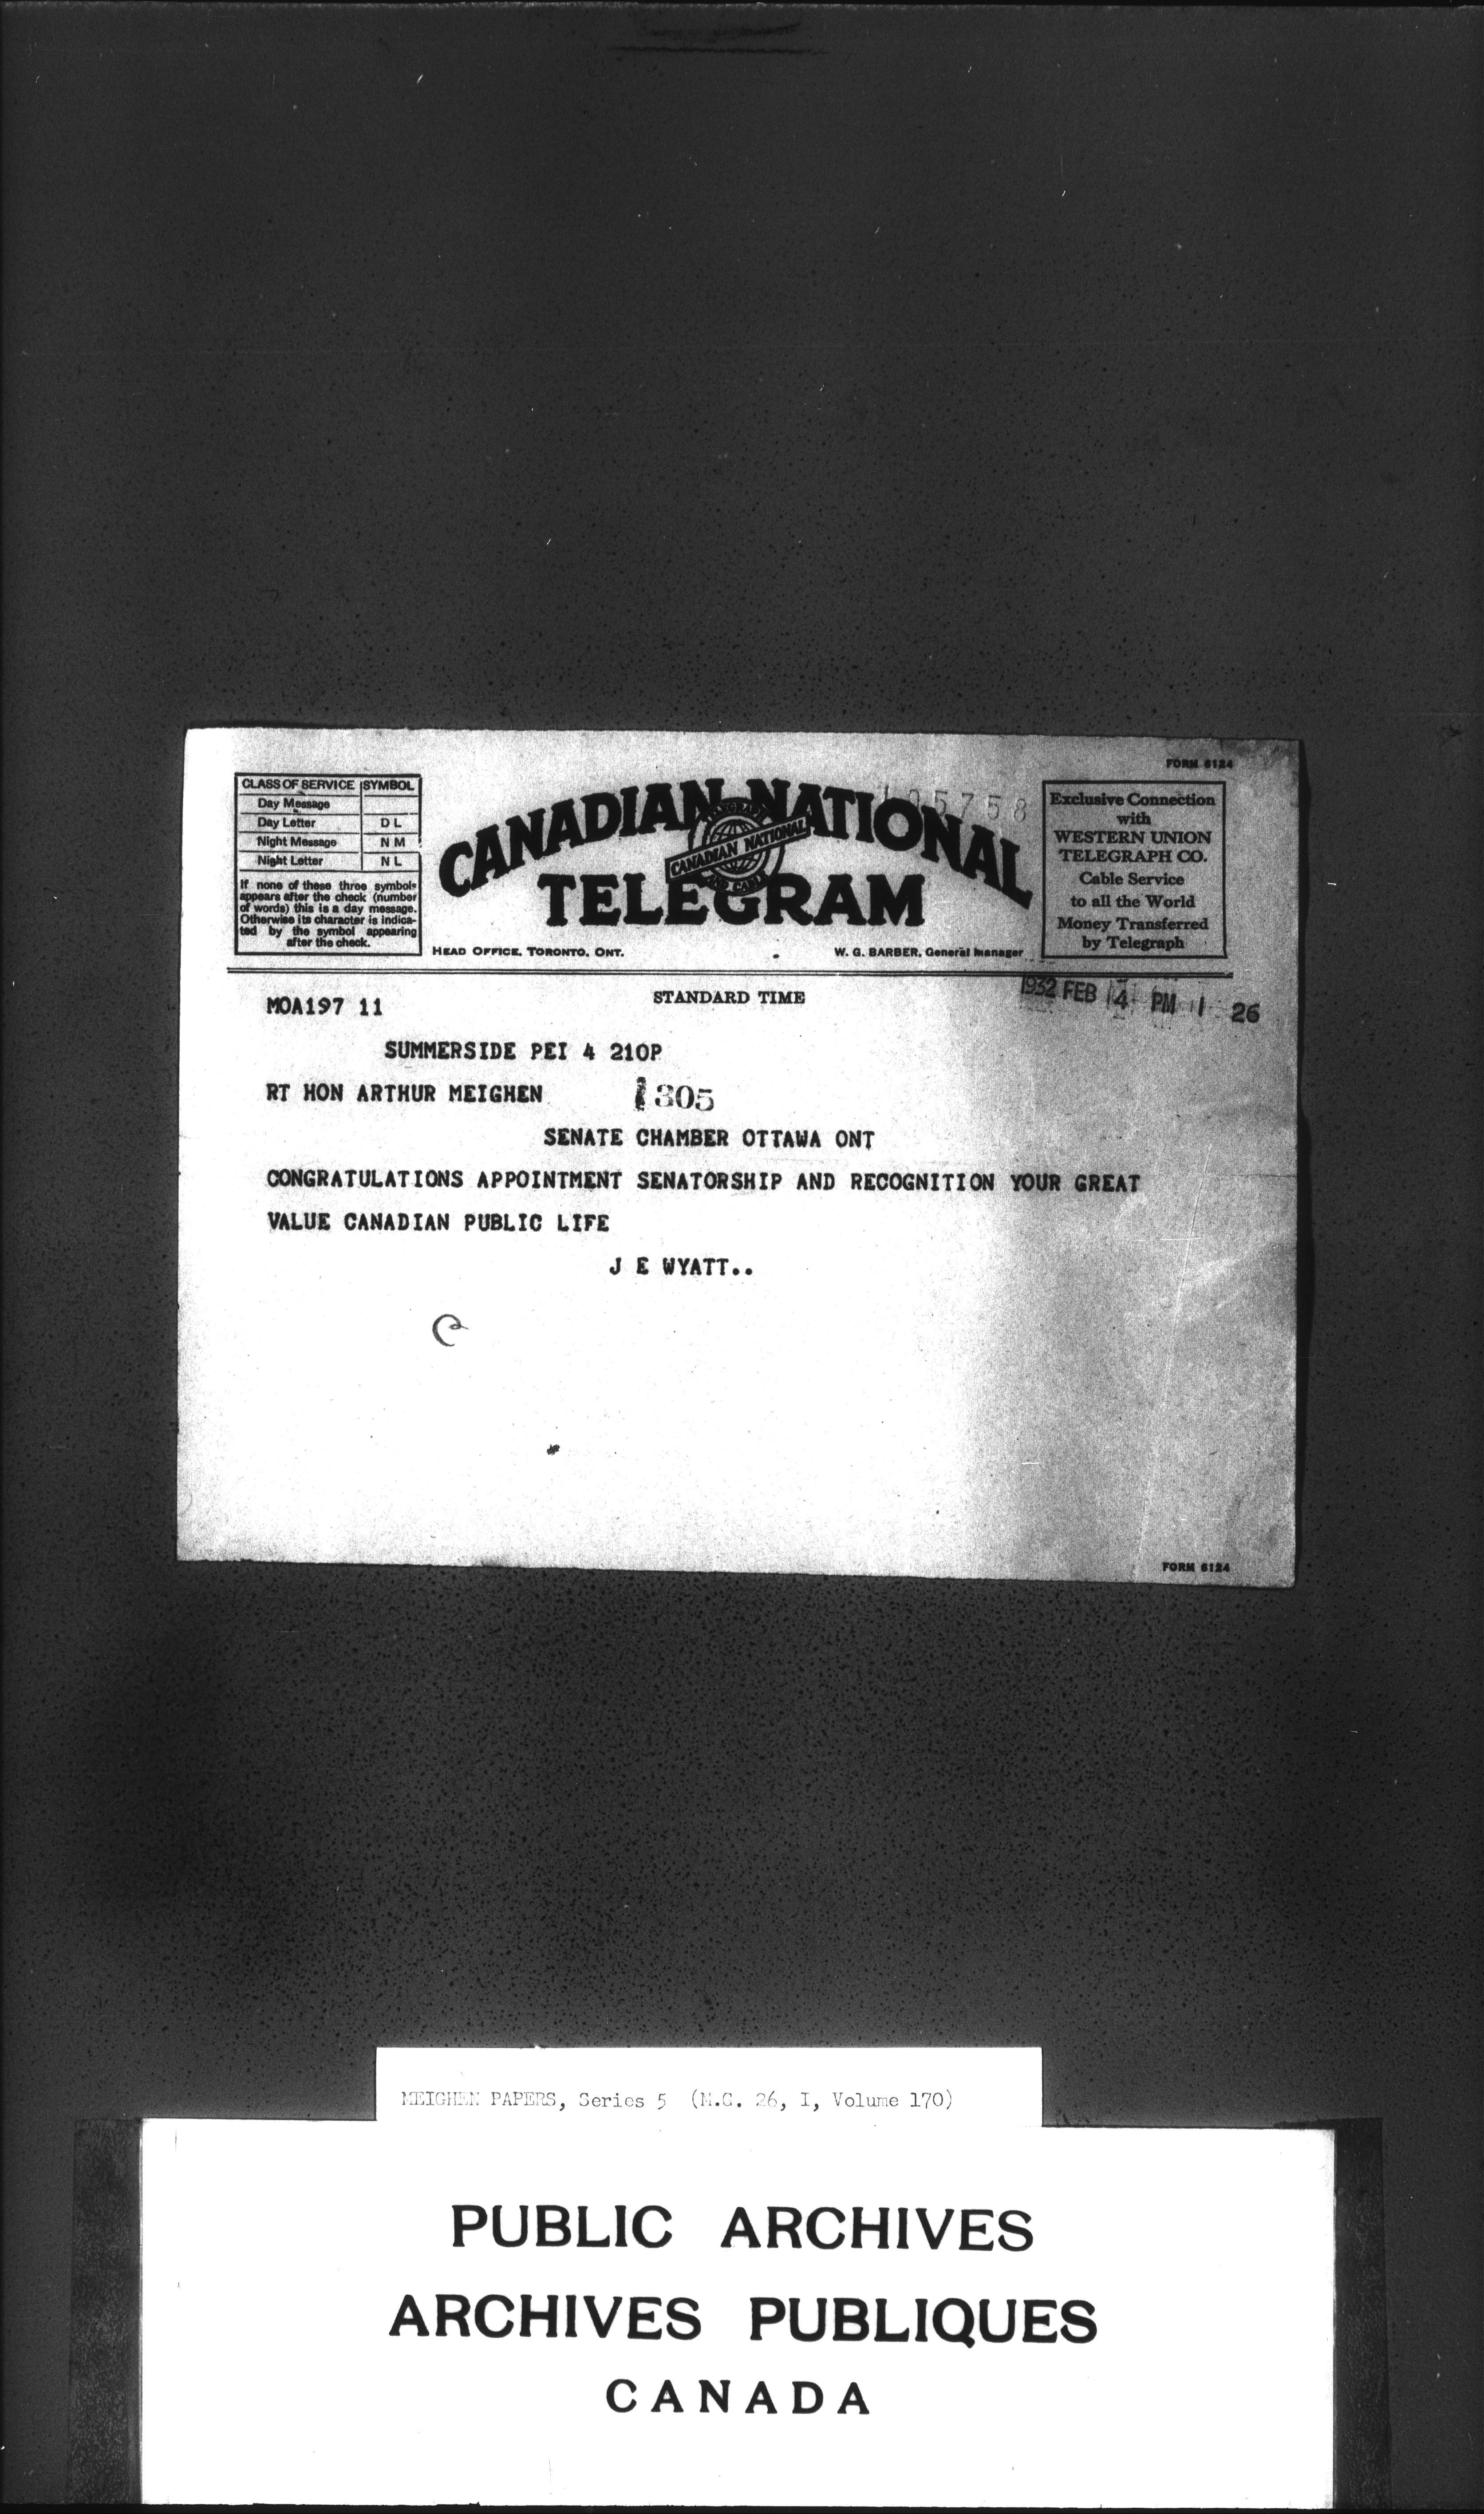 FORM 6124
CLASS OF SERVICE SYMBOL
Day Message
Day Letter D L
Night Message N M
Night Letter N L
If none of these three symbols
appears after the check (number
of words) this is a day message.
Otherwise its character is indica-
ted by the symbol appearing
after the check.
CANADIAN NATIONAL
TELEGRAM
TELEGRAPH
CANADIAN NATIONAL
AND CABLE
5758
Exclusive Connection
with
WESTERN UNION
TELEGRAPH CO.
Cable Service
to all the World
Money Transferred
by Telegraph
HEAD OFFICE, TORONTO, ONT.
W. G. BARBER, General Manager
STANDARD TIME
1932 FEB 4 PM 1 26
MOA197 11
SUMMERSIDE PEI 4 210P
RT HON ARTHUR MEIGHEN 305
SENATE CHAMBER OTTAWA ONT
CONGRATULATIONS APPOINTMENT SENATORSHIP AND RECOGNITION YOUR GREAT
VALUE CANADIAN PUBLIC LIFE
J E WYATT..
FORM 6124
MEIGHEN PAPERS, Series 5 (M.G. 26, I, Volume 170)
PUBLIC ARCHIVES
ARCHIVES PUBLIQUES
CANADA